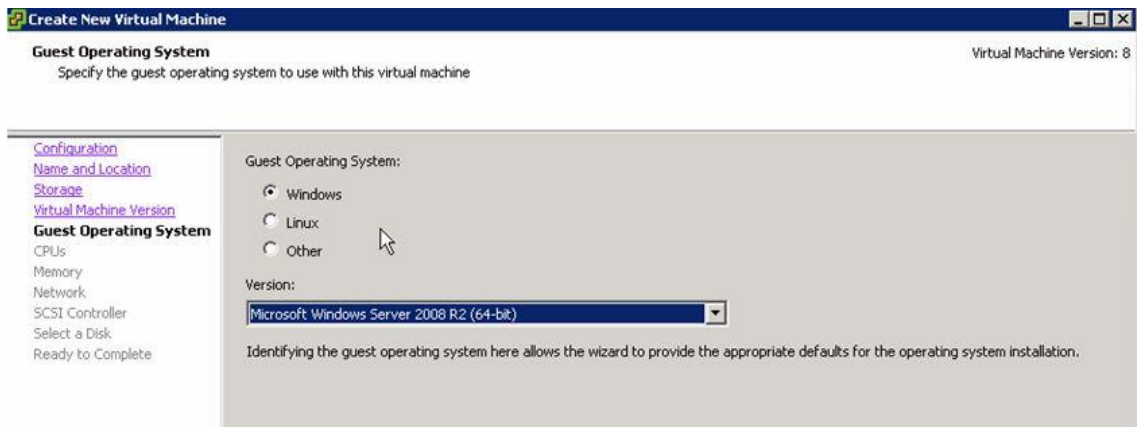 Create New Virtual Machine
Guest Operating System
Virtual Machine Version: 8
Specify the guest operating system to use with this virtual machine
Configuration
Name and Location
Storage
Virtual Machine Version
Guest Operating System
CPUs
Memory
Network
SCSI Controller
Select a Disk
Ready to Complete
Guest Operating System:
Windows
Linux
Other
Version:
Microsoft Windows Server 2008 R2 (64-bit)
Identifying the guest operating system here allows the wizard to provide the appropriate defaults for the operating system installation.